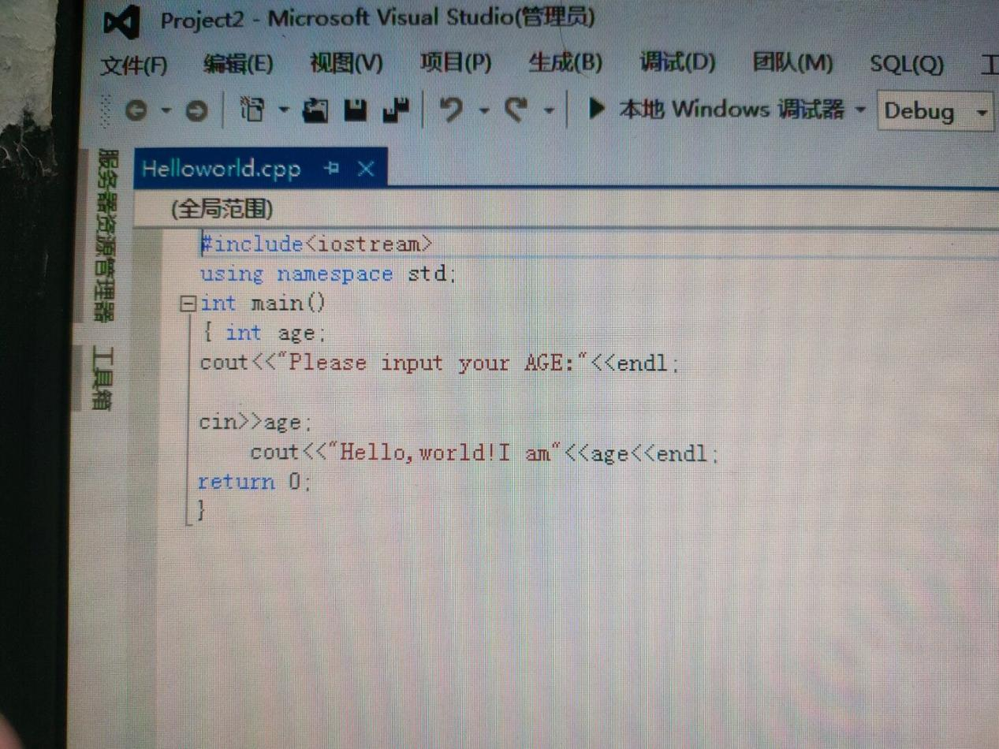 Project2 - Microsoft Visual Studio(管理员)
文件(F) 编辑(E) 视图(V) 项目(P) 生成(B) 调试(D) 团队(M) SQL(Q) 工
本地 Windows 调试器 Debug
服务器资源管理器
工具箱
Helloworld.cpp
(全局范围)
#include<iostream>
using namespace std;
int main()
{ int age;
cout<<"Please input your AGE:"<<endl;
cin>>age;
cout<<"Hello,world!I am"<<age<<endl;
return 0;
}